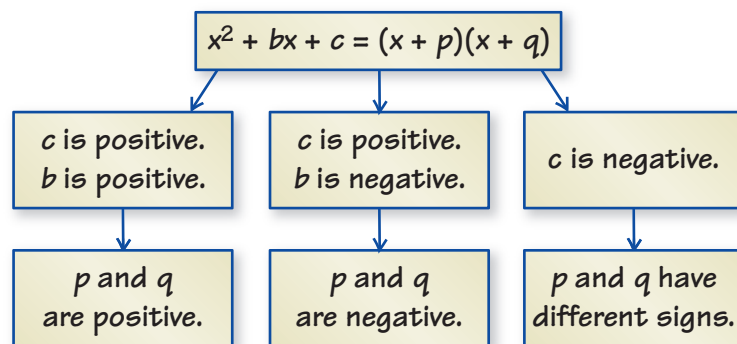 x² + bx + c = (x + p)(x + q)
c is positive.
b is positive.
c is positive.
b is negative.
c is negative.
p and q
are positive.
p and q
are negative.
p and q have
different signs.